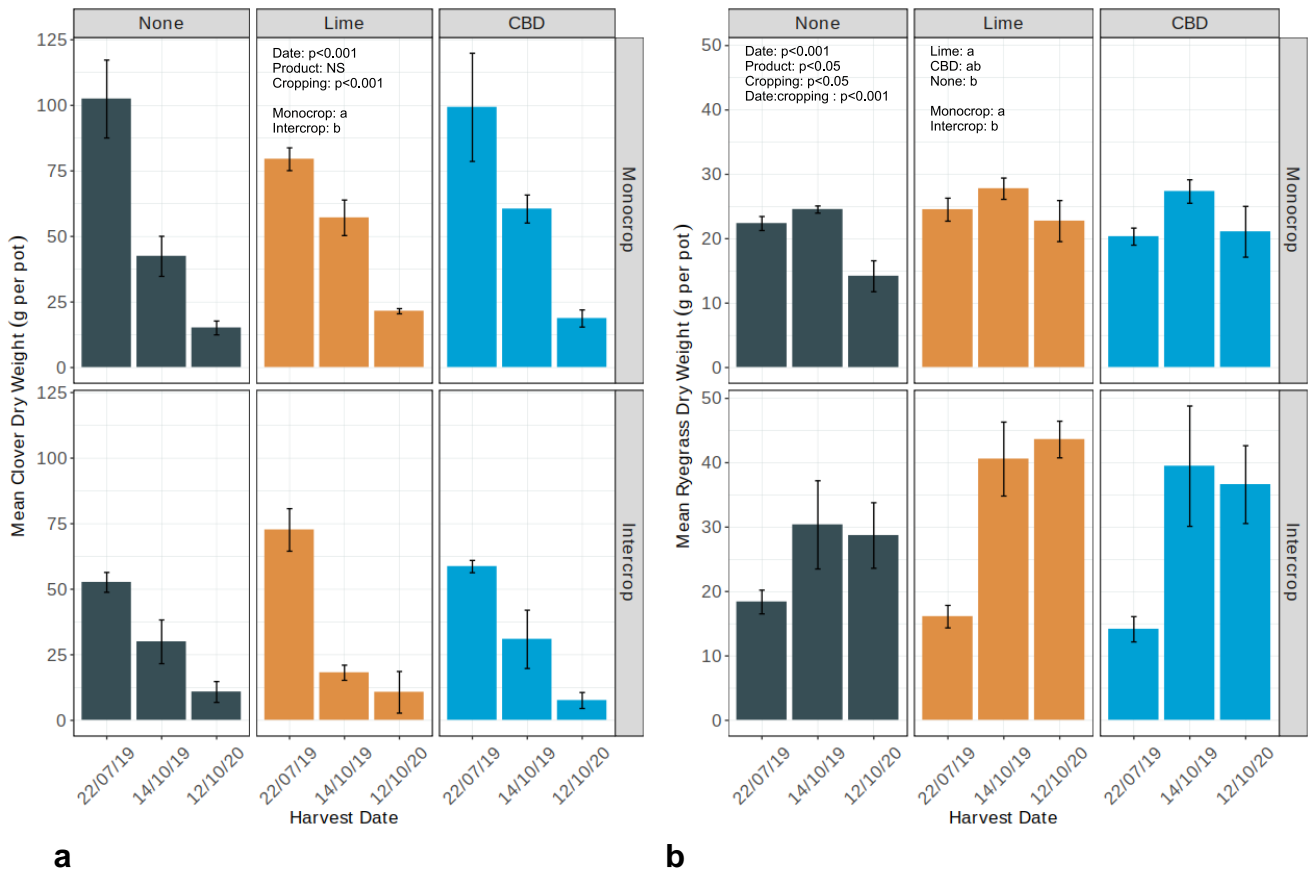 None
Lime
CBD
Date: p<0.001
Product: NS
Cropping: p<0.001
Monocrop: a
Intercrop: b
Mean Clover Dry Weight (g per pot)
125
100
75
50
25
0
Monocrop
125
100
75
50
25
0
Intercrop
22/07/19
14/10/19
12/10/20
22/07/19
14/10/19
12/10/20
22/07/19
14/10/19
12/10/20
Harvest Date
a
None
Lime
CBD
Date: p<0.001
Product: p<0.05
Cropping: p<0.05
Date:cropping : p<0.001
Lime: a
CBD: ab
None: b
Monocrop: a
Intercrop: b
Mean Ryegrass Dry Weight (g per pot)
50
40
30
20
10
0
Monocrop
50
40
30
20
10
0
Intercrop
22/07/19
14/10/19
12/10/20
22/07/19
14/10/19
12/10/20
22/07/19
14/10/19
12/10/20
Harvest Date
b